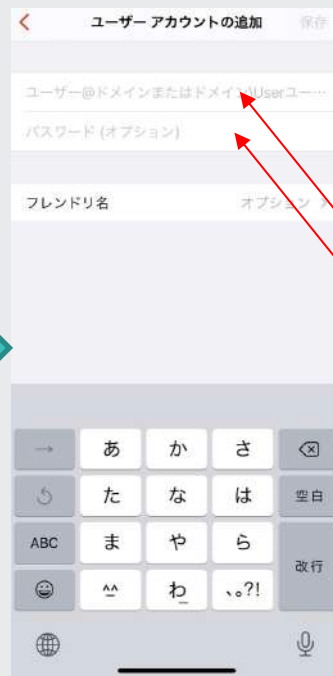 ユーザー アカウントの追加 保存
ユーザー@ドメインまたはドメイン\Userユー…
パスワード (オプション)
フレンドリ名 オプション
→ あ か さ
た な は 空白
ABC ま や ら 改行
^^ わ 、。?!